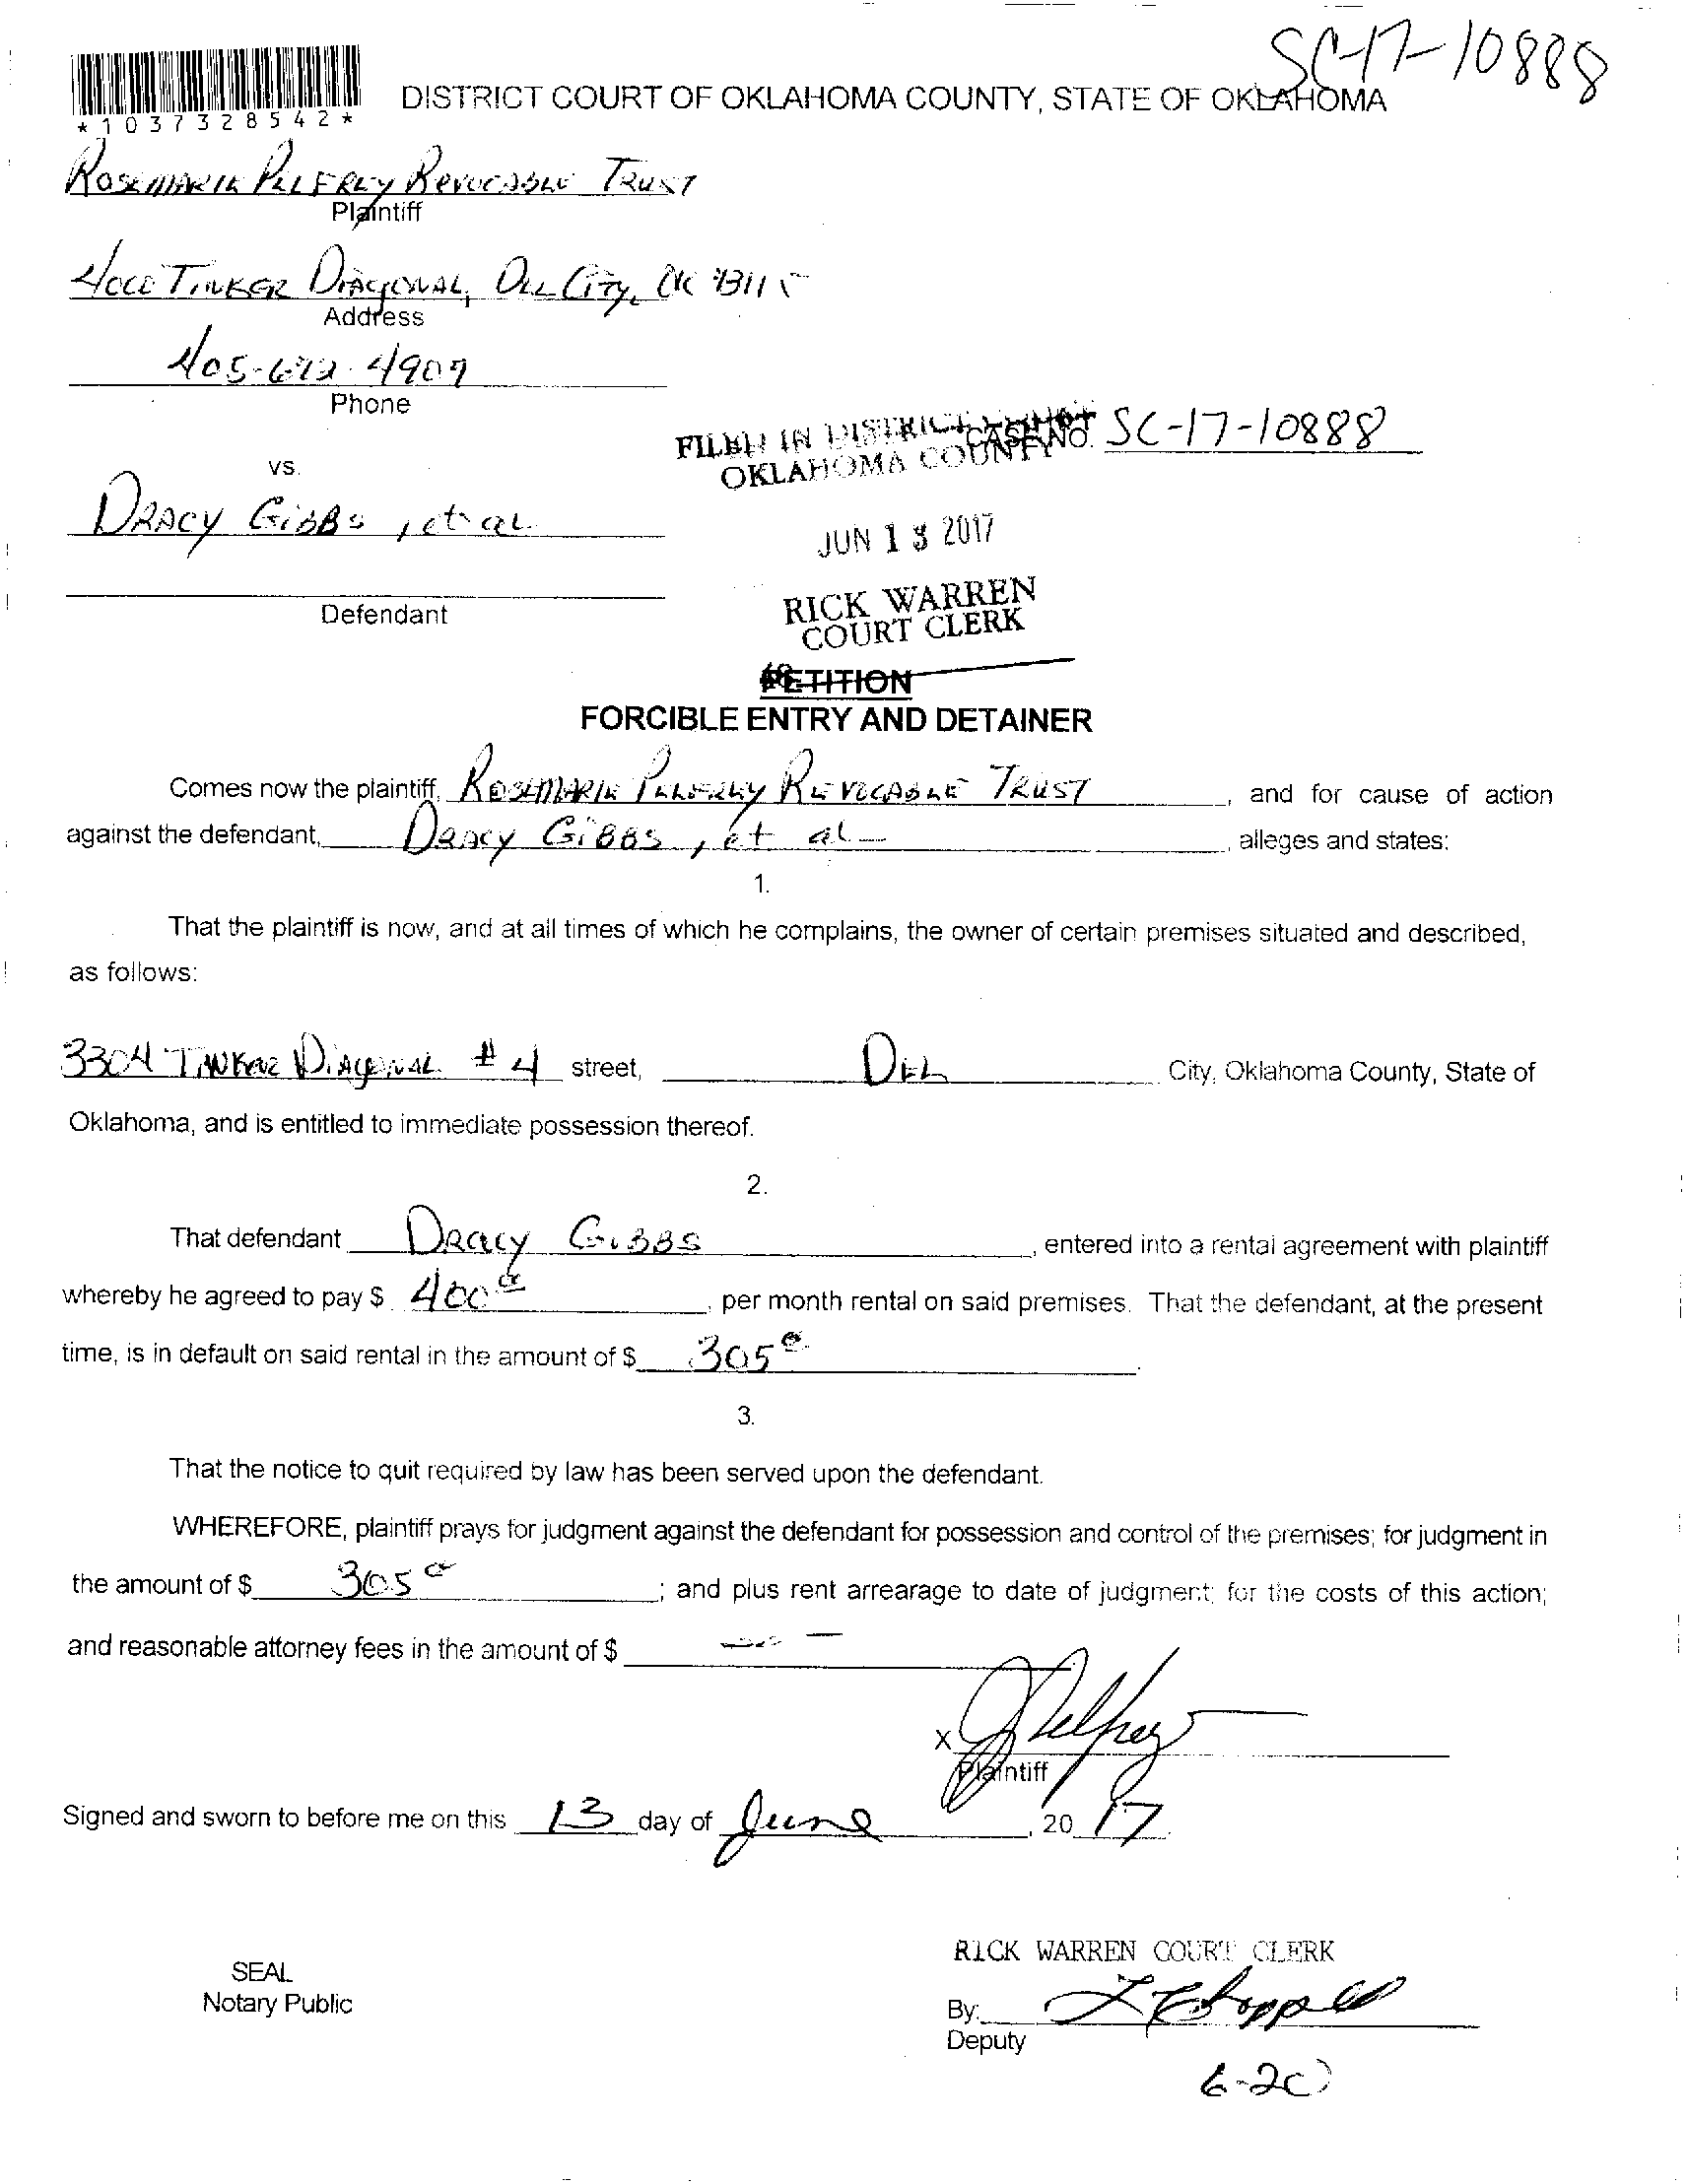 SC-17-10888
DISTRICT COURT OF OKLAHOMA COUNTY, STATE OF OKLAHOMA
*1037328542*
ROSEMARIE PELFREY REVOCABLE TRUST
Plaintiff
TINKER DIAGONAL, DEL CITY, OK 73115
Address
405-672-4907
Phone
FILED IN DISTRICT COURT
OKLAHOMA COUNTY
CASE NO. SC-17-10888
vs.
DRACY GIBBS, et al
JUN 13 2017
RICK WARREN
COURT CLERK
Defendant
PETITION
FORCIBLE ENTRY AND DETAINER
Comes now the plaintiff, ROSEMARIE PELFREY REVOCABLE TRUST, and for cause of action
against the defendant, DRACY GIBBS, et al, alleges and states:
1.
That the plaintiff is now, and at all times of which he complains, the owner of certain premises situated and described,
as follows:
3304 TINKER DIAGONAL #4 street, DEL City, Oklahoma County, State of
Oklahoma, and is entitled to immediate possession thereof.
2.
That defendant DRACY GIBBS, entered into a rental agreement with plaintiff
whereby he agreed to pay $ 400, per month rental on said premises. That the defendant, at the present
time, is in default on said rental in the amount of $ 305.
3.
That the notice to quit required by law has been served upon the defendant.
WHEREFORE, plaintiff prays for judgment against the defendant for possession and control of the premises; for judgment in
the amount of $ 305; and plus rent arrearage to date of judgment; for the costs of this action;
and reasonable attorney fees in the amount of $
X
Plaintiff
Signed and sworn to before me on this 13 day of June, 20 17.
RICK WARREN COURT CLERK
SEAL
Notary Public
By:
Deputy
6-20